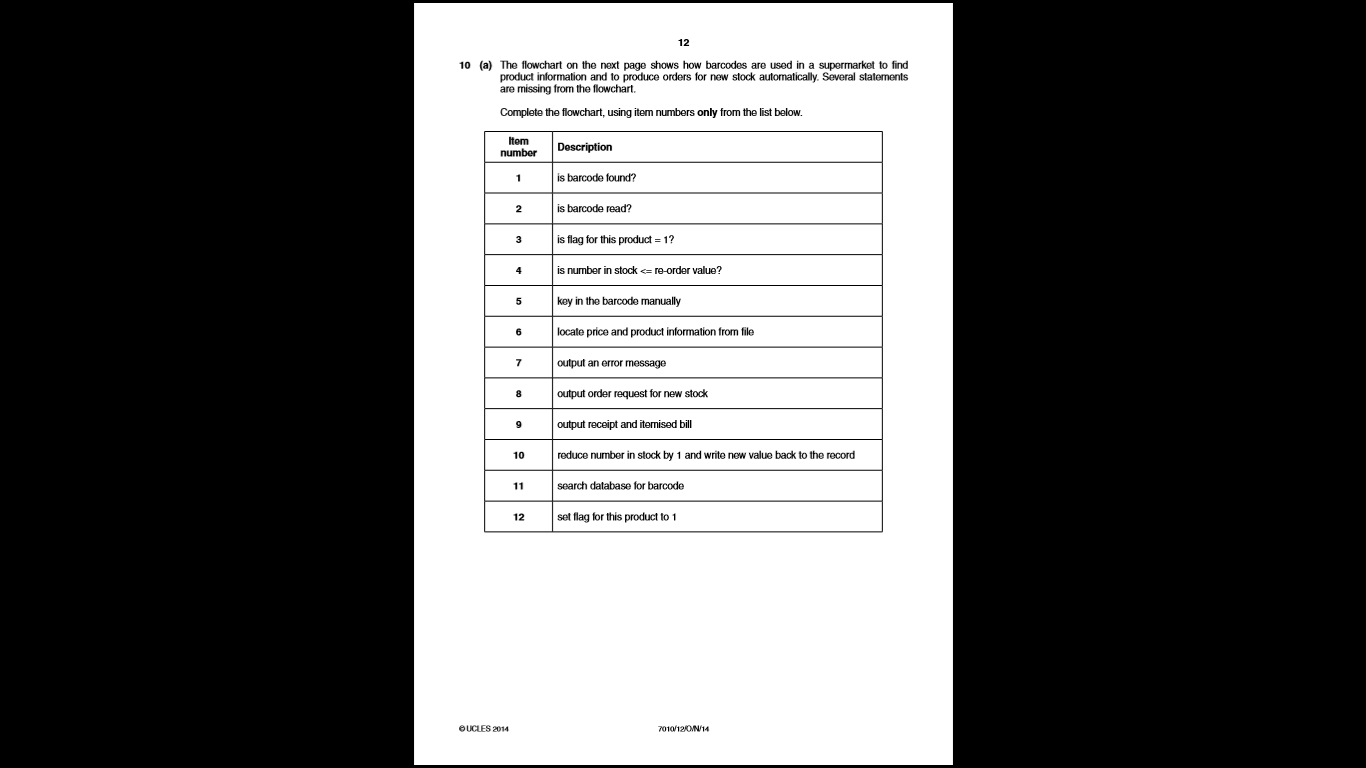 12
10 (a) The flowchart on the next page shows how barcodes are used in a supermarket to find
product information and to produce orders for new stock automatically. Several statements
are missing from the flowchart.
Complete the flowchart, using item numbers only from the list below.
Item
number
Description
1 is barcode found?
2 is barcode read?
3 is flag for this product = 1?
4 is number in stock <= re-order value?
5 key in the barcode manually
6 locate price and product information from file
7 output an error message
8 output order request for new stock
9 output receipt and itemised bill
10 reduce number in stock by 1 and write new value back to the record
11 search database for barcode
12 set flag for this product to 1
© UCLES 2014 7010/12/O/N/14